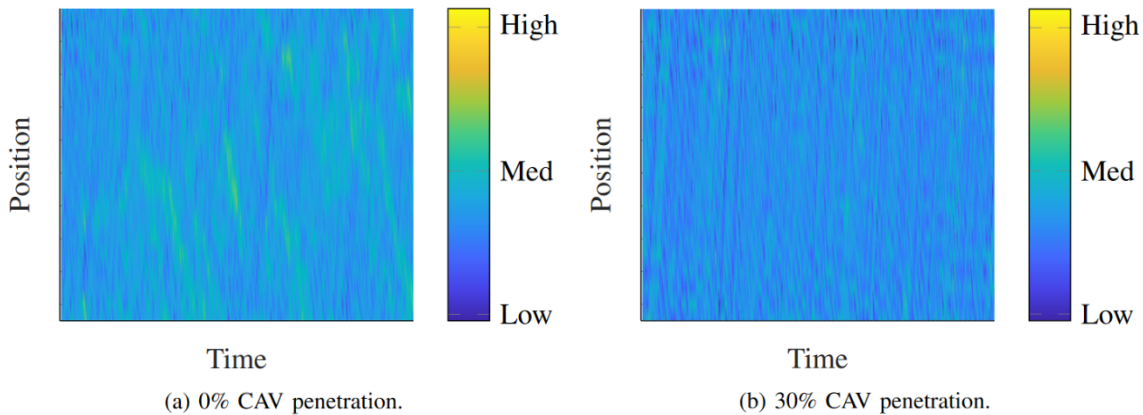 High
Med
Low
Position
Time
(a) 0% CAV penetration.
High
Med
Low
Position
Time
(b) 30% CAV penetration.